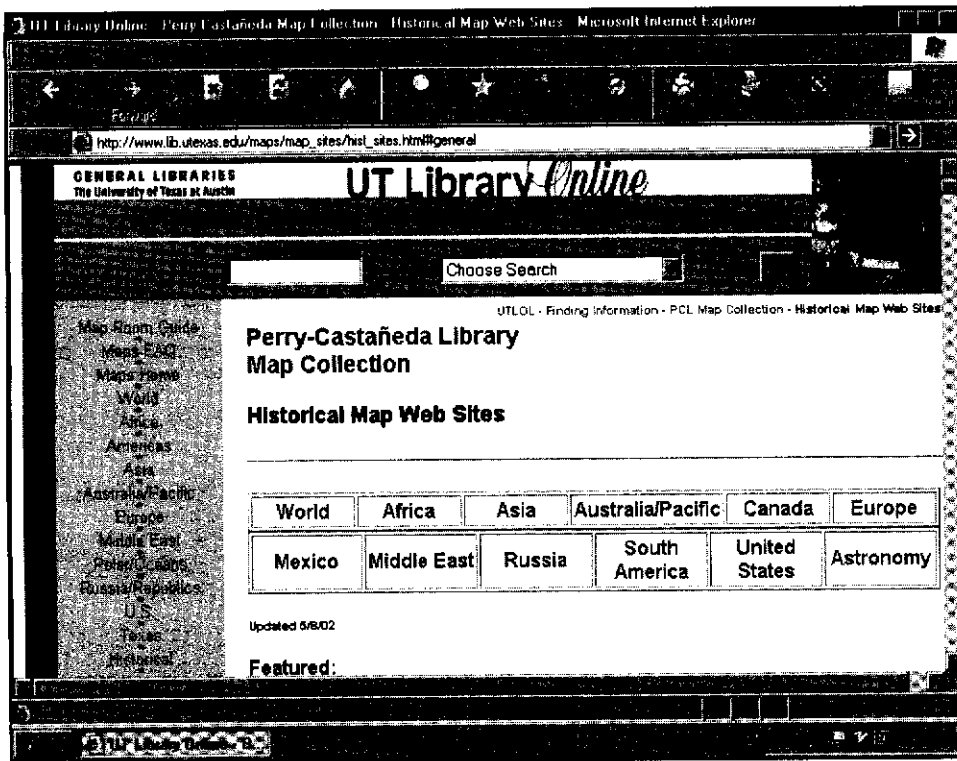 UT Library Online - Perry-Castañeda Map Collection - Historical Map Web Sites - Microsoft Internet Explorer
Forward
http://www.lib.utexas.edu/maps/map_sites/hist_sites.html#general
GENERAL LIBRARIES
The University of Texas at Austin
UT Library Online
Choose Search
UTLOL - Finding Information - PCL Map Collection - Historical Map Web Sites
Map Room Guide
Maps FAQ
Maps Home
World
Africa
Americas
Asia
Australia/Pacific
Europe
Middle East
Polar/Oceans
Russia/Republics
U.S.
Texas
Historical
Perry-Castañeda Library
Map Collection
Historical Map Web Sites
World Africa Asia Australia/Pacific Canada Europe
Mexico Middle East Russia South America United States Astronomy
Updated 5/8/02
Featured: